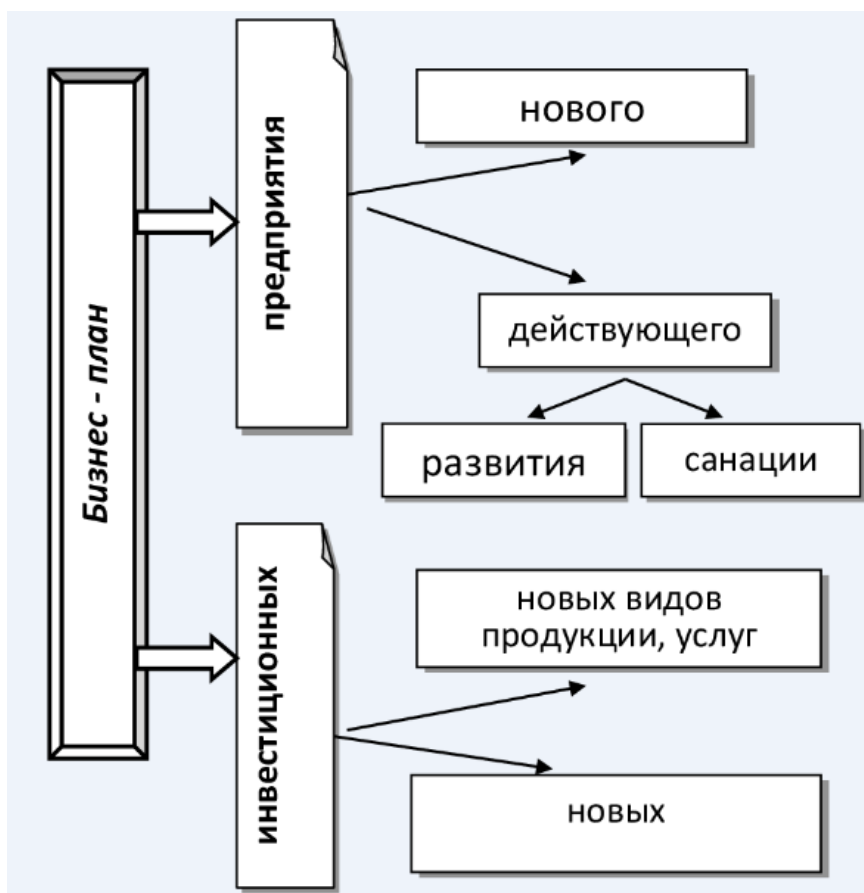 Бизнес - план
предприятия
нового
действующего
развития
санации
инвестиционных
новых видов
продукции, услуг
новых